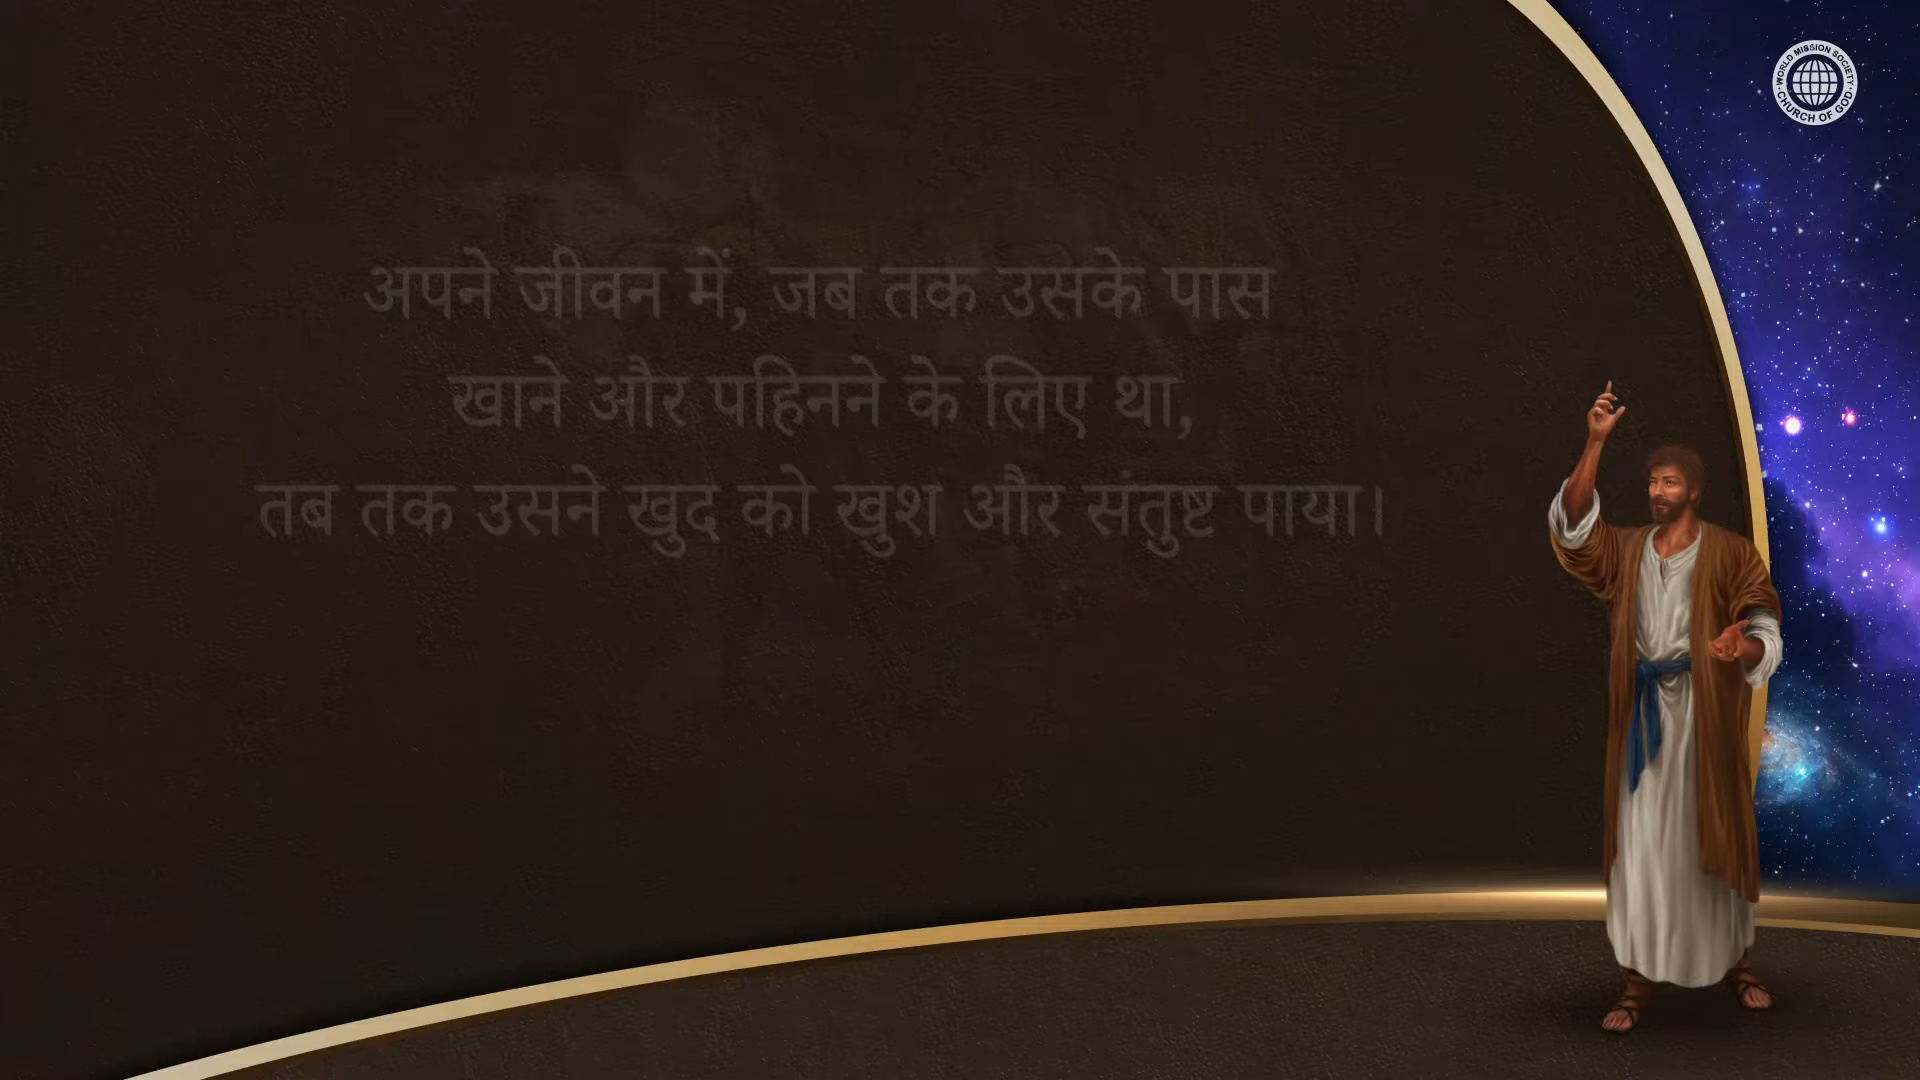 WORLD MISSION SOCIETY
CHURCH OF GOD
अपने जीवन में, जब तक उसके पास
खाने और पहिनने के लिए था,
तब तक उसने खुद को खुश और संतुष्ट पाया।